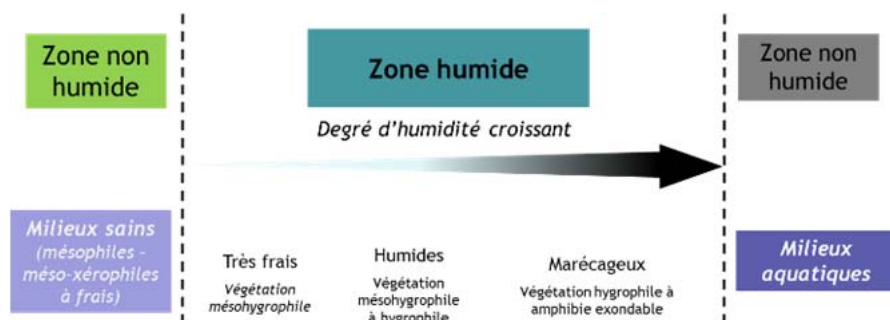 Zone non
humide
Zone humide
Zone non
humide
Degré d'humidité croissant
Milieux sains
(mésophiles -
méso-xérophiles
à frais)
Très frais
Végétation
mésohygrophile
Humides
Végétation
mésohygrophile
à hygrophile
Marécageux
Végétation hygrophile à
amphibie exondable
Milieux
aquatiques